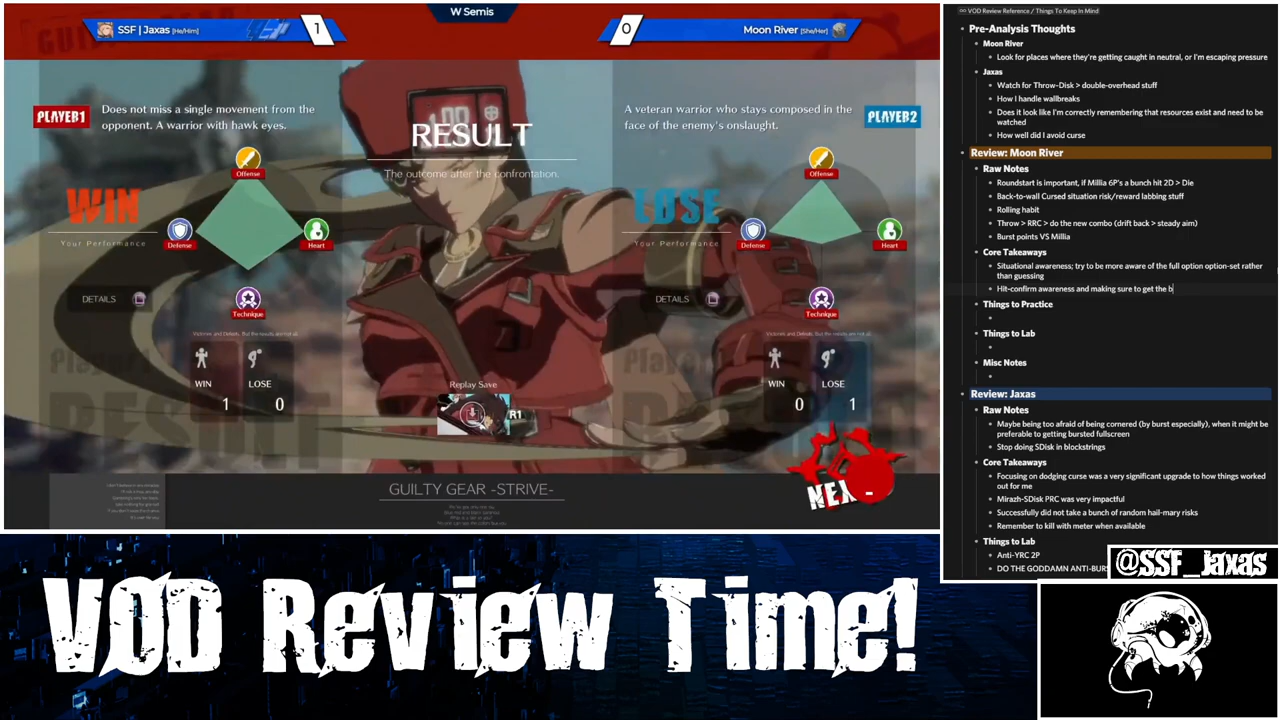 W Semis
SSF | Jaxas [He/Him]
1
0
Moon River [She/Her]
PLAYER1
Does not miss a single movement from the
opponent. A warrior with hawk eyes.
RESULT
The outcome after the confrontation.
A veteran warrior who stays composed in the
face of the enemy's onslaught.
PLAYER2
WIN
Your Performance
Offense
Defense
Heart
Technique
DETAILS
LOSE
Your Performance
Offense
Defense
Heart
Technique
DETAILS
WIN
LOSE
1
0
Replay Save
R1
WIN
LOSE
0
1
GUILTY GEAR -STRIVE-
VOD Review Time!
VOD Review Reference / Things To Keep In Mind
Pre-Analysis Thoughts
Moon River
Look for places where they're getting caught in neutral, or I'm escaping pressure
Jaxas
Watch for Throw-Disk > double-overhead stuff
How I handle wallbreaks
Does it look like I'm correctly remembering that resources exist and need to be
watched
How well did I avoid curse
Review: Moon River
Raw Notes
Roundstart is important, if Millia 6P's a bunch hit 2D > Die
Back-to-wall Cursed situation risk/reward labbing stuff
Rolling habit
Throw > RRC > do the new combo (drift back > steady aim)
Burst points VS Millia
Core Takeaways
Situational awareness; try to be more aware of the full option option-set rather
than guessing
Hit-confirm awareness and making sure to get the b
Things to Practice
Things to Lab
Misc Notes
Review: Jaxas
Raw Notes
Maybe being too afraid of being cornered (by burst especially), when it might be
preferable to getting bursted fullscreen
Stop doing SDisk in blockstrings
Core Takeaways
Focusing on dodging curse was a very significant upgrade to how things worked
out for me
Mirazh-SDisk PRC was very impactful
Successfully did not take a bunch of random hail-mary risks
Remember to kill with meter when available
Things to Lab
Anti-YRC 2P
DO THE GODDAMN ANTI-BUR
@SSF_Jaxas